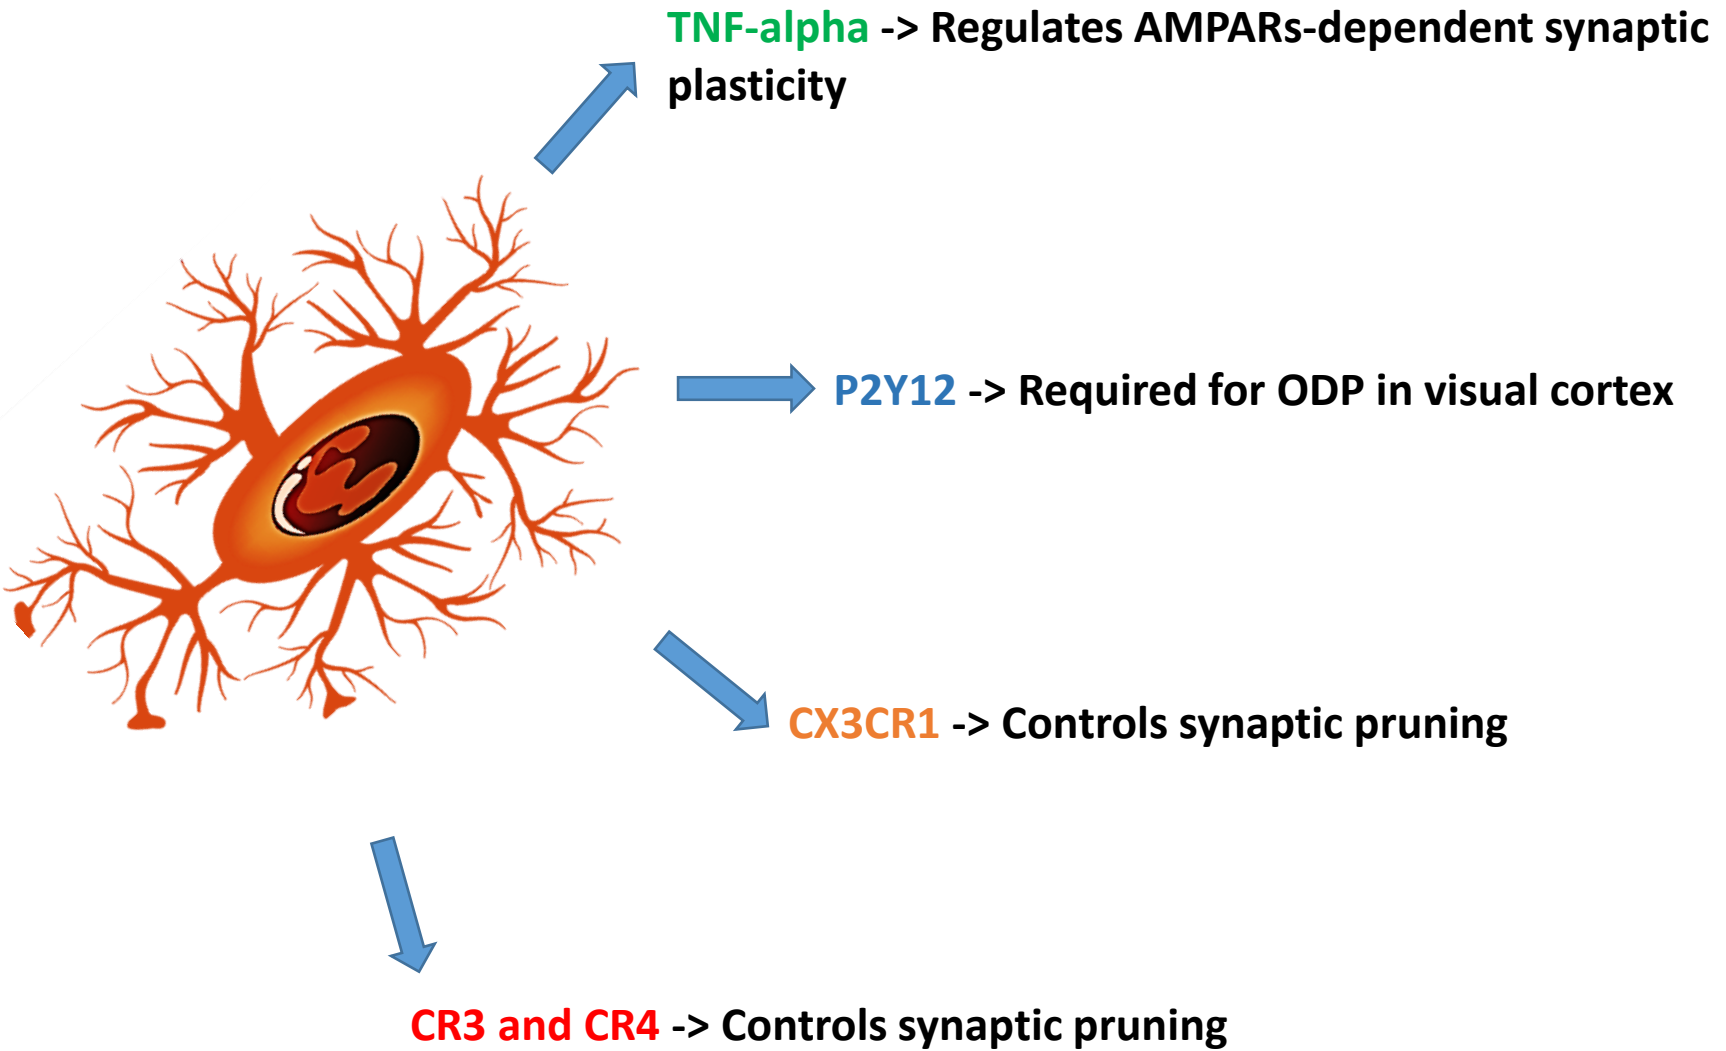 TNF-alpha -> Regulates AMPARs-dependent synaptic
plasticity
P2Y12 -> Required for ODP in visual cortex
CX3CR1 -> Controls synaptic pruning
CR3 and CR4 -> Controls synaptic pruning